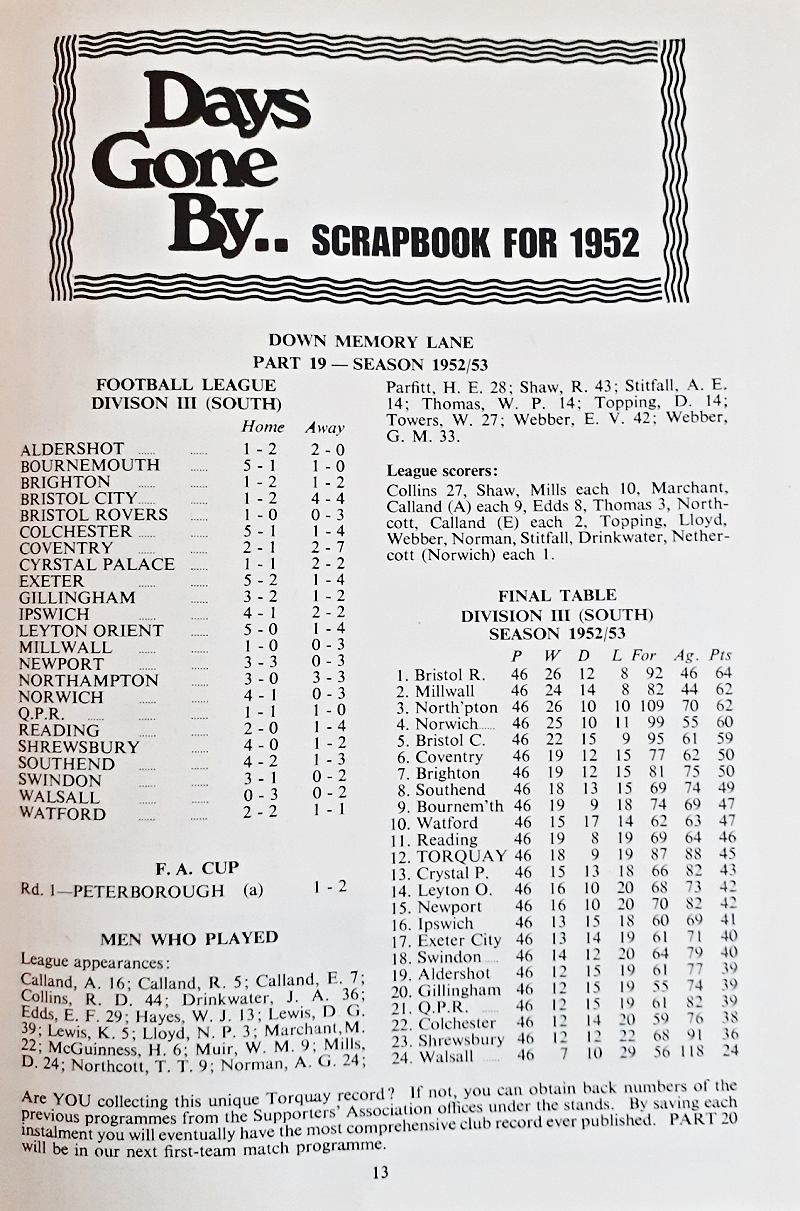 Days
Gone
By.. SCRAPBOOK FOR 1952
DOWN MEMORY LANE
PART 19 — SEASON 1952/53
FOOTBALL LEAGUE
DIVISON III (SOUTH)
Home Away
ALDERSHOT ...... ...... 1 - 2 2 - 0
BOURNEMOUTH ...... 5 - 1 1 - 0
BRIGHTON ...... ...... 1 - 2 1 - 2
BRISTOL CITY...... ...... 1 - 2 4 - 4
BRISTOL ROVERS ...... 1 - 0 0 - 3
COLCHESTER ...... ...... 5 - 1 1 - 4
COVENTRY ...... ...... 2 - 1 2 - 7
CYRSTAL PALACE ...... 1 - 1 2 - 2
EXETER ...... ...... 5 - 2 1 - 4
GILLINGHAM ...... ...... 3 - 2 1 - 2
IPSWICH ...... ...... 4 - 1 2 - 2
LEYTON ORIENT ...... 5 - 0 1 - 4
MILLWALL ...... ...... 1 - 0 0 - 3
NEWPORT ...... ...... 3 - 3 0 - 3
NORTHAMPTON ...... 3 - 0 3 - 3
NORWICH ...... ...... 4 - 1 0 - 3
Q.P.R. ...... ...... 1 - 1 1 - 0
READING ...... ...... 2 - 0 1 - 4
SHREWSBURY ...... 4 - 0 1 - 2
SOUTHEND ...... ...... 4 - 2 1 - 3
SWINDON ...... ...... 3 - 1 0 - 2
WALSALL ...... ...... 0 - 3 0 - 2
WATFORD ...... ...... 2 - 2 1 - 1
F. A. CUP
Rd. 1—PETERBOROUGH (a) 1 - 2
MEN WHO PLAYED
League appearances:
Calland, A. 16; Calland, R. 5; Calland, E. 7;
Collins, R. D. 44; Drinkwater, J. A. 36;
Edds, E. F. 29; Hayes, W. J. 13; Lewis, D. G.
39; Lewis, K. 5; Lloyd, N. P. 3; Marchant, M.
22; McGuinness, H. 6; Muir, W. M. 9; Mills,
D. 24; Northcott, T. T. 9; Norman, A. G. 24;
Parfitt, H. E. 28; Shaw, R. 43; Stitfall, A. E.
14; Thomas, W. P. 14; Topping, D. 14;
Towers, W. 27; Webber, E. V. 42; Webber,
G. M. 33.
League scorers:
Collins 27, Shaw, Mills each 10, Marchant,
Calland (A) each 9, Edds 8, Thomas 3, North-
cott, Calland (E) each 2, Topping, Lloyd,
Webber, Norman, Stitfall, Drinkwater, Nether-
cott (Norwich) each 1.
FINAL TABLE
DIVISION III (SOUTH)
SEASON 1952/53
P W D L For Ag. Pts
1. Bristol R. 46 26 12 8 92 46 64
2. Millwall 46 24 14 8 82 44 62
3. North'pton 46 26 10 10 109 70 62
4. Norwich...... 46 25 10 11 99 55 60
5. Bristol C. 46 22 15 9 95 61 59
6. Coventry 46 19 12 15 77 62 50
7. Brighton 46 19 12 15 81 75 50
8. Southend 46 18 13 15 69 74 49
9. Bournem'th 46 19 9 18 74 69 47
10. Watford 46 15 17 14 62 63 47
11. Reading 46 19 8 19 69 64 46
12. TORQUAY 46 18 9 19 87 88 45
13. Crystal P. 46 15 13 18 66 82 43
14. Leyton O. 46 16 10 20 68 73 42
15. Newport 46 16 10 20 70 82 42
16. Ipswich 46 13 15 18 60 69 41
17. Exeter City 46 13 14 19 61 71 40
18. Swindon ...... 46 14 12 20 64 79 40
19. Aldershot 46 12 15 19 61 77 39
20. Gillingham 46 12 15 19 55 74 39
21. Q.P.R. ...... 46 12 15 19 61 82 39
22. Colchester 46 12 14 20 59 76 38
23. Shrewsbury 46 12 12 22 68 91 36
24. Walsall ...... 46 7 10 29 56 118 24
Are YOU collecting this unique Torquay record? If not, you can obtain back numbers of the
previous programmes from the Supporters' Association offices under the stands. By saving each
instalment you will eventually have the most comprehensive club record ever published. PART 20
will be in our next first-team match programme.
13